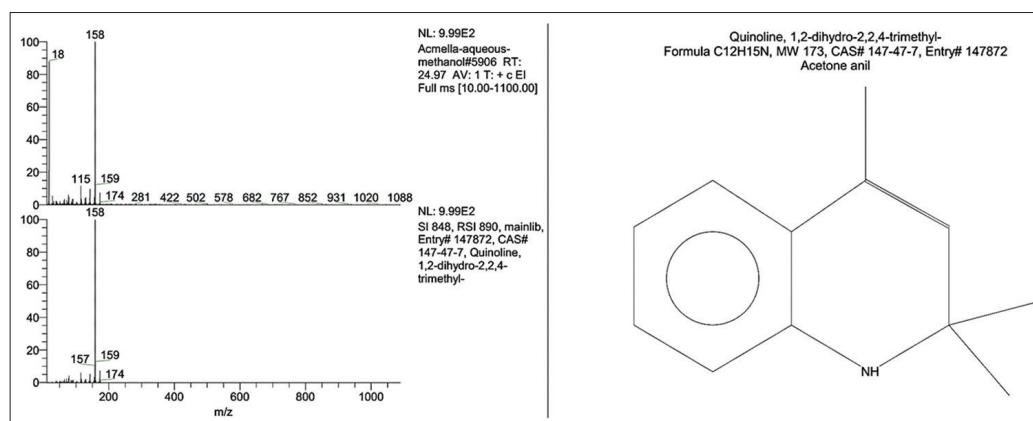 NL: 9.99E2
Acmella-aqueous-
methanol#5906 RT:
24.97 AV: 1 T: + c EI
Full ms [10.00-1100.00]
158
100
18
80
60
40
20
115
159
174 281 422 502 578 682 767 852 931 1020 1088
0
158
100
NL: 9.99E2
SI 848, RSI 890, mainlib,
Entry# 147872, CAS#
147-47-7, Quinoline,
1,2-dihydro-2,2,4-
trimethyl-
80
60
40
20
157
159
174
0
200 400 600 800 1000
m/z
Quinoline, 1,2-dihydro-2,2,4-trimethyl-
Formula C12H15N, MW 173, CAS# 147-47-7, Entry# 147872
Acetone anil
NH